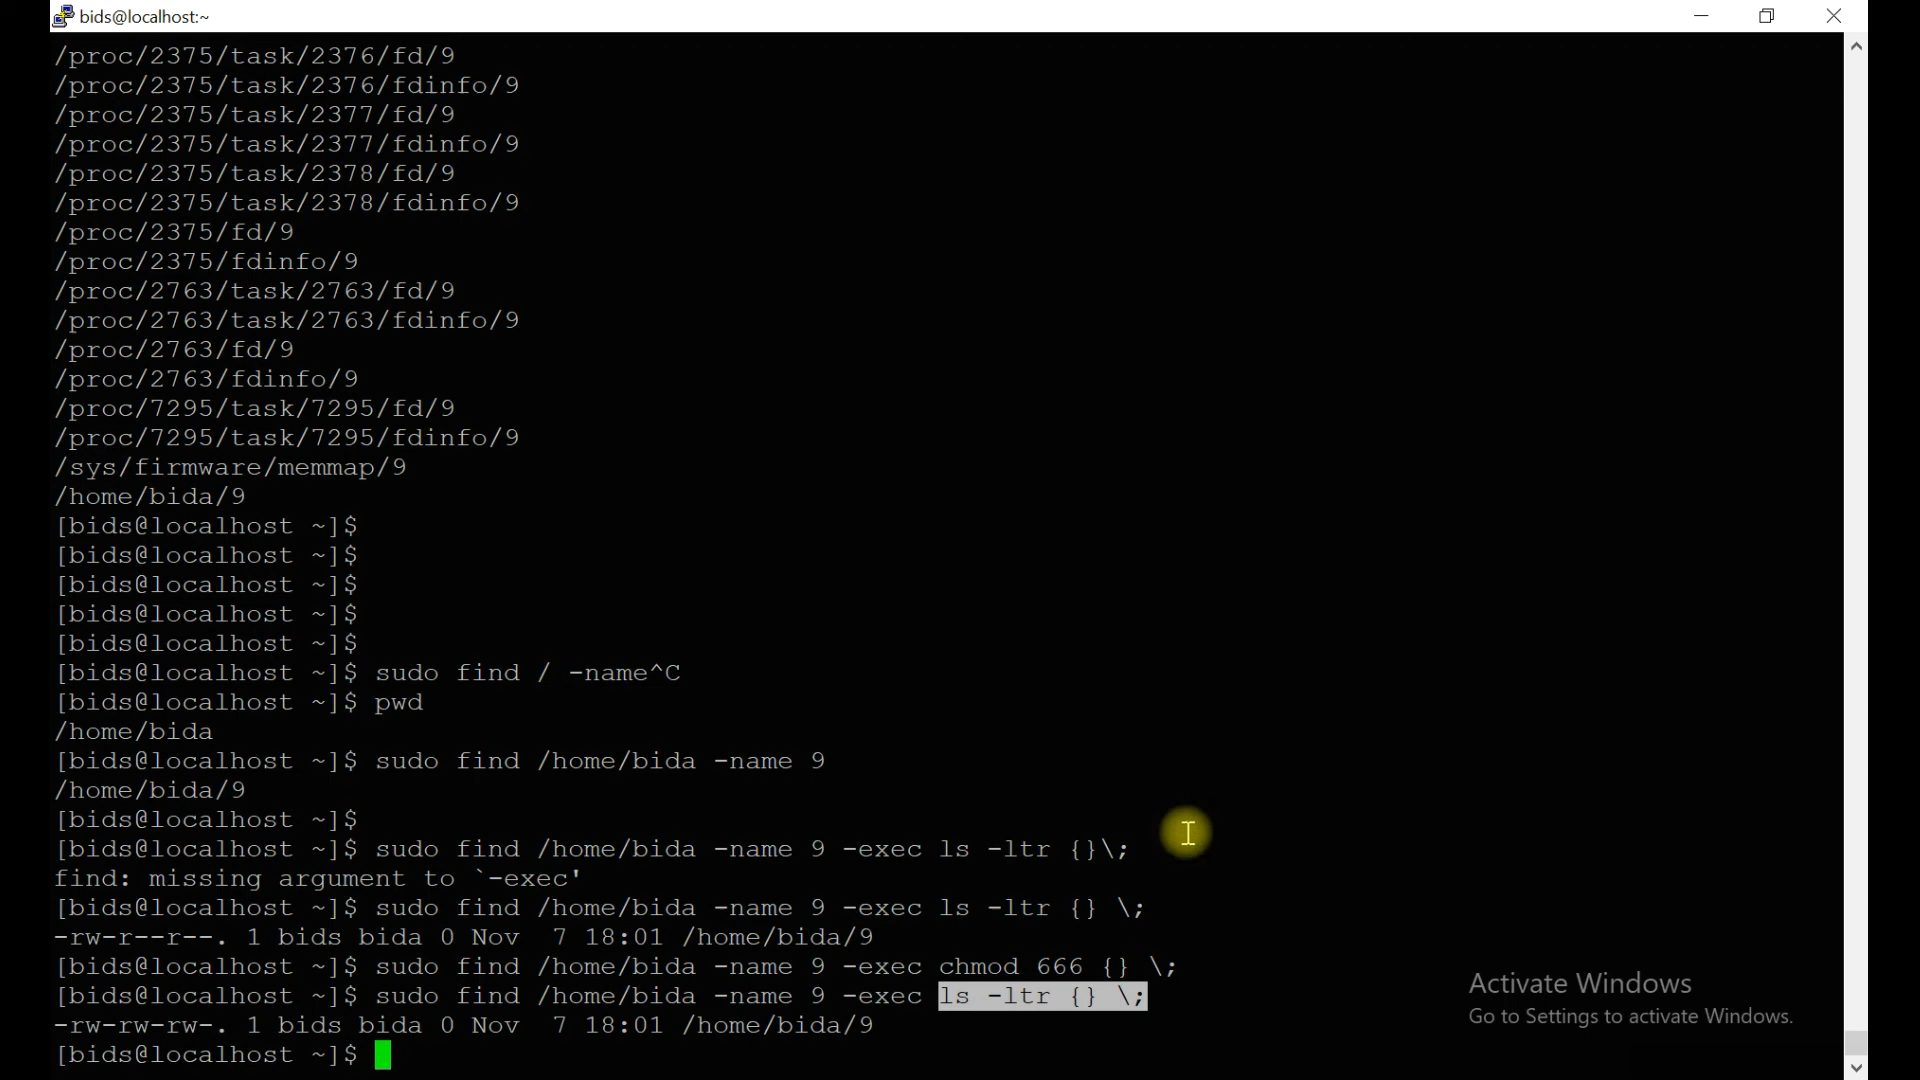 bids@localhost:~
/proc/2375/task/2376/fd/9
/proc/2375/task/2376/fdinfo/9
/proc/2375/task/2377/fd/9
/proc/2375/task/2377/fdinfo/9
/proc/2375/task/2378/fd/9
/proc/2375/task/2378/fdinfo/9
/proc/2375/fd/9
/proc/2375/fdinfo/9
/proc/2763/task/2763/fd/9
/proc/2763/task/2763/fdinfo/9
/proc/2763/fd/9
/proc/2763/fdinfo/9
/proc/7295/task/7295/fd/9
/proc/7295/task/7295/fdinfo/9
/sys/firmware/memmap/9
/home/bida/9
[bids@localhost ~]$
[bids@localhost ~]$
[bids@localhost ~]$
[bids@localhost ~]$
[bids@localhost ~]$
[bids@localhost ~]$ sudo find / -name^C
[bids@localhost ~]$ pwd
/home/bida
[bids@localhost ~]$ sudo find /home/bida -name 9
/home/bida/9
[bids@localhost ~]$
[bids@localhost ~]$ sudo find /home/bida -name 9 -exec ls -ltr {}\;
find: missing argument to `-exec'
[bids@localhost ~]$ sudo find /home/bida -name 9 -exec ls -ltr {} \;
-rw-r--r--. 1 bids bida 0 Nov  7 18:01 /home/bida/9
[bids@localhost ~]$ sudo find /home/bida -name 9 -exec chmod 666 {} \;
[bids@localhost ~]$ sudo find /home/bida -name 9 -exec ls -ltr {} \;
-rw-rw-rw-. 1 bids bida 0 Nov  7 18:01 /home/bida/9
[bids@localhost ~]$
Activate Windows
Go to Settings to activate Windows.